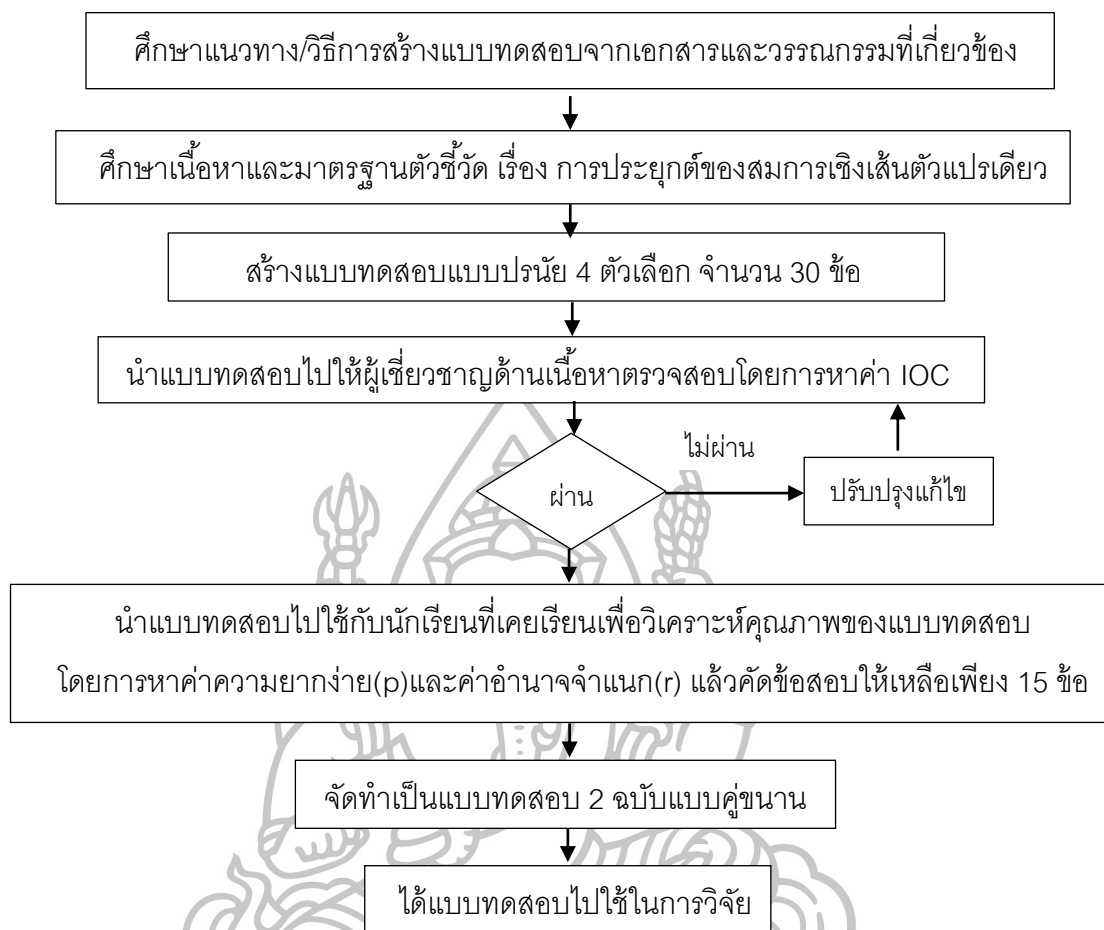 ศึกษาแนวทาง/วิธีการสร้างแบบทดสอบจากเอกสารและวรรณกรรมที่เกี่ยวข้อง
ศึกษาเนื้อหาและมาตรฐานตัวชี้วัด เรื่อง การประยุกต์ของสมการเชิงเส้นตัวแปรเดียว
สร้างแบบทดสอบแบบปรนัย 4 ตัวเลือก จำนวน 30 ข้อ
นำแบบทดสอบไปให้ผู้เชี่ยวชาญด้านเนื้อหาตรวจสอบโดยการหาค่า IOC
ไม่ผ่าน
ผ่าน
ปรับปรุงแก้ไข
นำแบบทดสอบไปใช้กับนักเรียนที่เคยเรียนเพื่อวิเคราะห์คุณภาพของแบบทดสอบ
โดยการหาค่าความยากง่าย(p)และค่าอำนาจจำแนก(r) แล้วคัดข้อสอบให้เหลือเพียง 15 ข้อ
จัดทำเป็นแบบทดสอบ 2 ฉบับแบบคู่ขนาน
ได้แบบทดสอบไปใช้ในการวิจัย